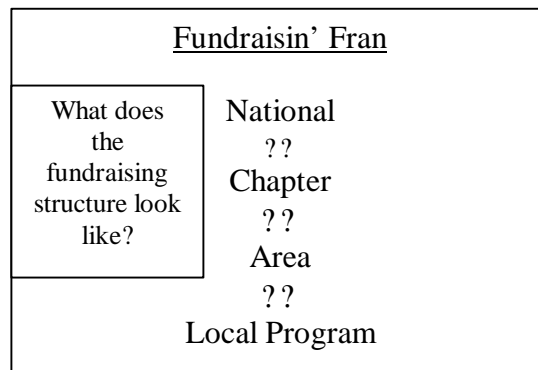 Fundraisin’ Fran
What does
the
fundraising
structure look
like?
National
??
Chapter
??
Area
??
Local Program